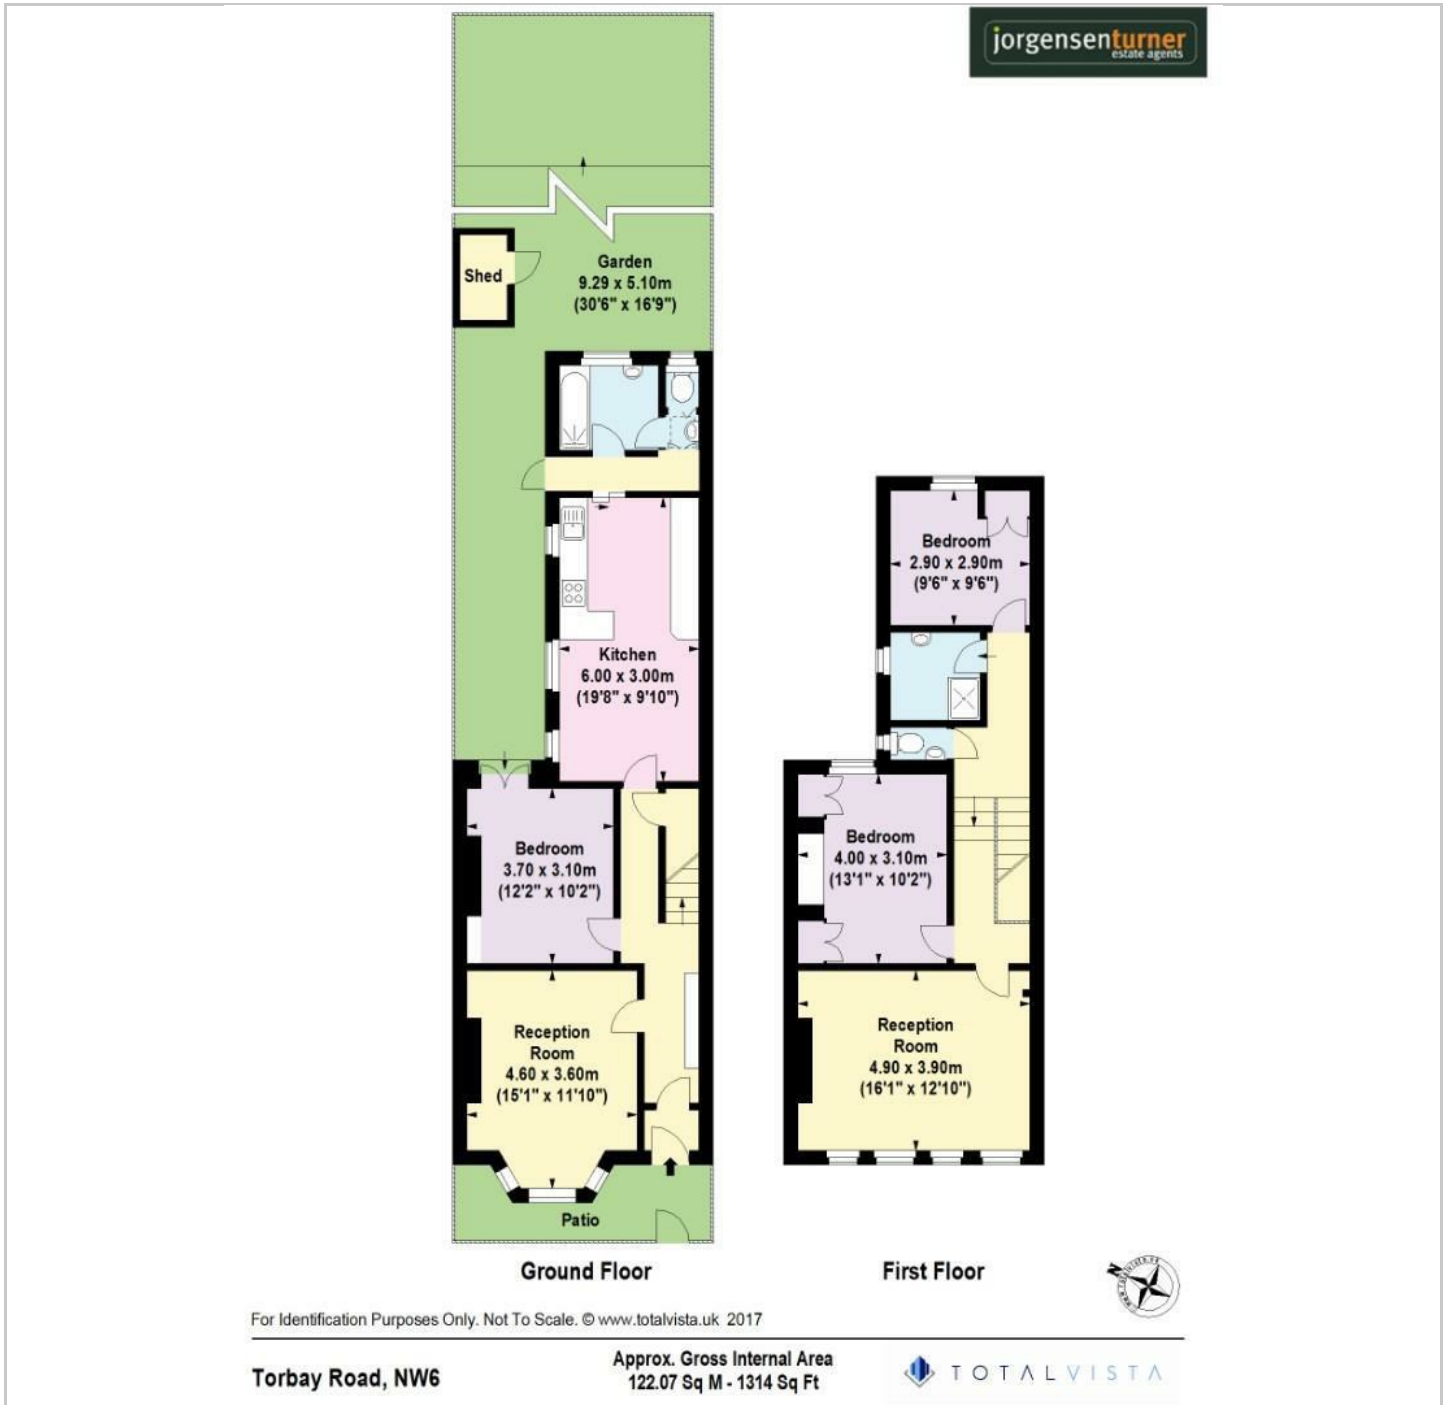 jorgensenturner
estate agents
Shed
Garden
9.29 x 5.10m
(30'6" x 16'9")
Kitchen
6.00 x 3.00m
(19'8" x 9'10")
Bedroom
3.70 x 3.10m
(12'2" x 10'2")
Reception
Room
4.60 x 3.60m
(15'1" x 11'10")
Patio
Ground Floor
Bedroom
2.90 x 2.90m
(9'6" x 9'6")
Bedroom
4.00 x 3.10m
(13'1" x 10'2")
Reception
Room
4.90 x 3.90m
(16'1" x 12'10")
First Floor
N
For Identification Purposes Only. Not To Scale. © www.totalvista.uk 2017
Torbay Road, NW6
Approx. Gross Internal Area
122.07 Sq M - 1314 Sq Ft
TOTALVISTA